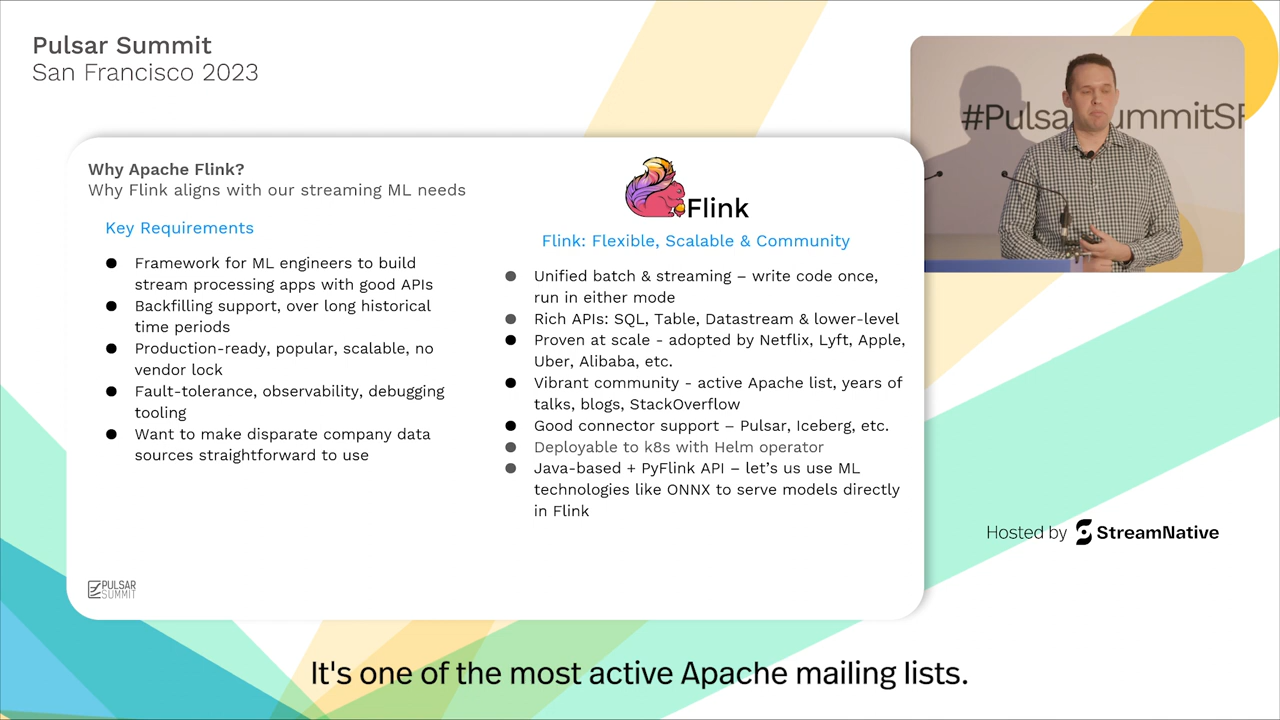 Pulsar Summit
San Francisco 2023
#Pulsa ummitSF
Why Apache Flink?
Why Flink aligns with our streaming ML needs
Key Requirements
● Framework for ML engineers to build
stream processing apps with good APIs
● Backfilling support, over long historical
time periods
● Production-ready, popular, scalable, no
vendor lock
● Fault-tolerance, observability, debugging
tooling
● Want to make disparate company data
sources straightforward to use
Flink
Flink: Flexible, Scalable & Community
● Unified batch & streaming – write code once,
run in either mode
● Rich APIs: SQL, Table, Datastream & lower-level
● Proven at scale - adopted by Netflix, Lyft, Apple,
Uber, Alibaba, etc.
● Vibrant community - active Apache list, years of
talks, blogs, StackOverflow
● Good connector support – Pulsar, Iceberg, etc.
● Deployable to k8s with Helm operator
● Java-based + PyFlink API – let's us use ML
technologies like ONNX to serve models directly
in Flink
PULSAR
SUMMIT
Hosted by StreamNative
It's one of the most active Apache mailing lists.